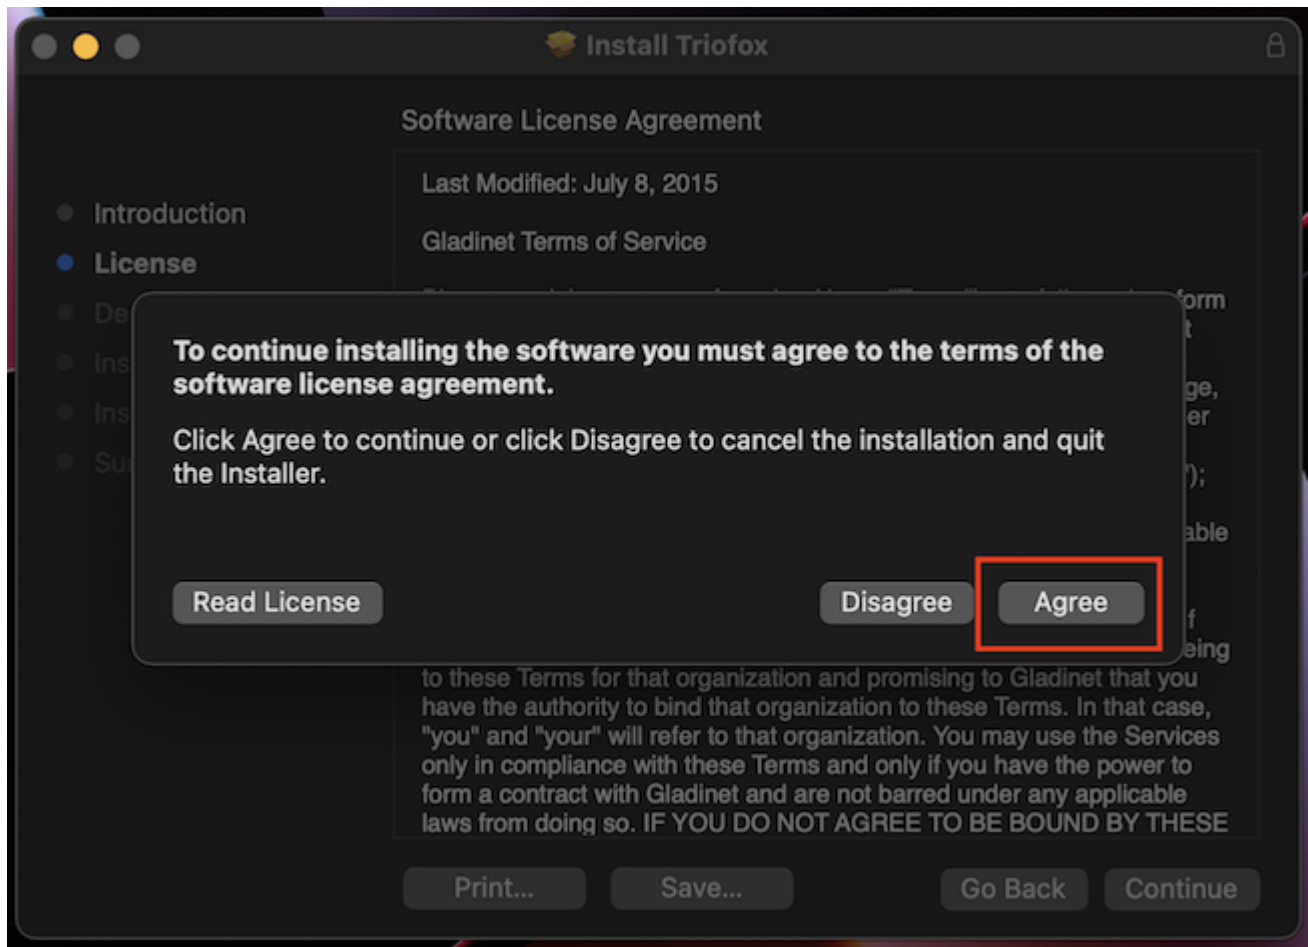 Install Triofox
Software License Agreement
Last Modified: July 8, 2015
Introduction
Gladinet Terms of Service
License
form
To continue installing the software you must agree to the terms of the
software license agreement.
ge,
er
Click Agree to continue or click Disagree to cancel the installation and quit
the Installer.
);
able
Read License
Disagree
Agree
f
eing
to these Terms for that organization and promising to Gladinet that you
have the authority to bind that organization to these Terms. In that case,
"you" and "your" will refer to that organization. You may use the Services
only in compliance with these Terms and only if you have the power to
form a contract with Gladinet and are not barred under any applicable
laws from doing so. IF YOU DO NOT AGREE TO BE BOUND BY THESE
Print...
Save...
Go Back
Continue